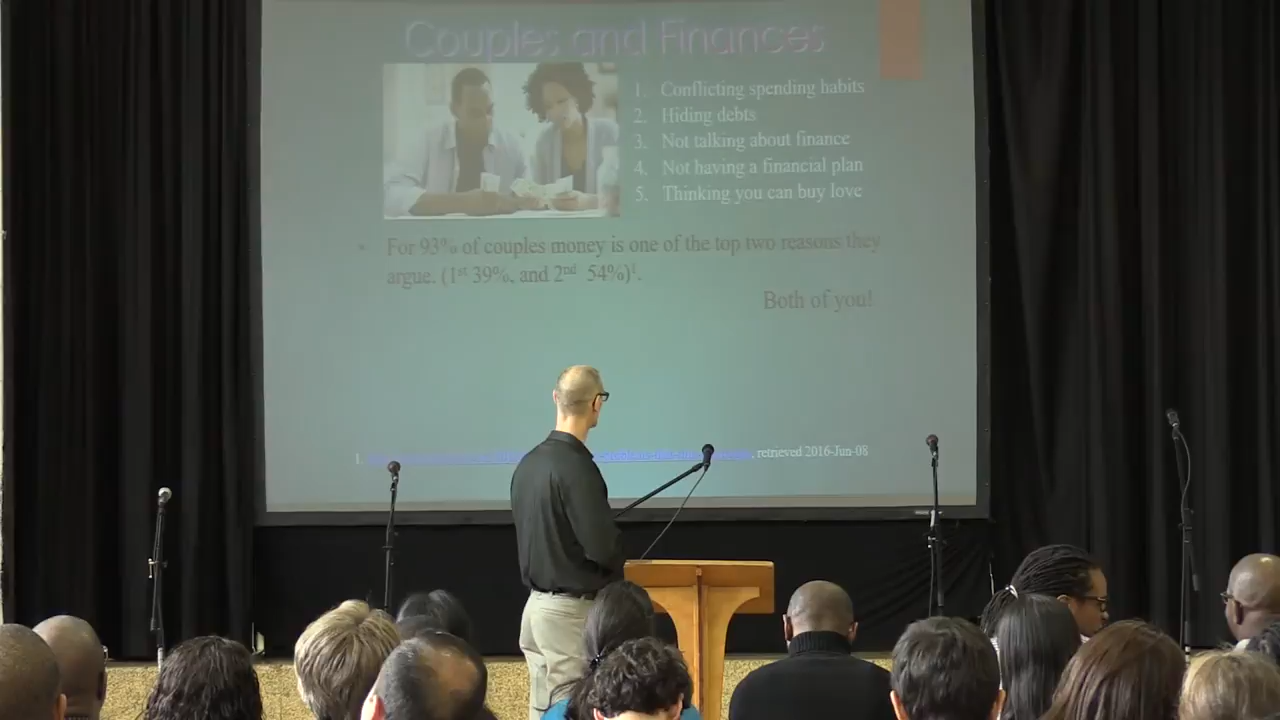 Couples and Finances
1. Conflicting spending habits
2. Hiding debts
3. Not talking about finance
4. Not having a financial plan
5. Thinking you can buy love
• For 93% of couples money is one of the top two reasons they
argue. (1st 39%, and 2nd 54%)1.
Both of you!
1. , retrieved 2016-Jun-08